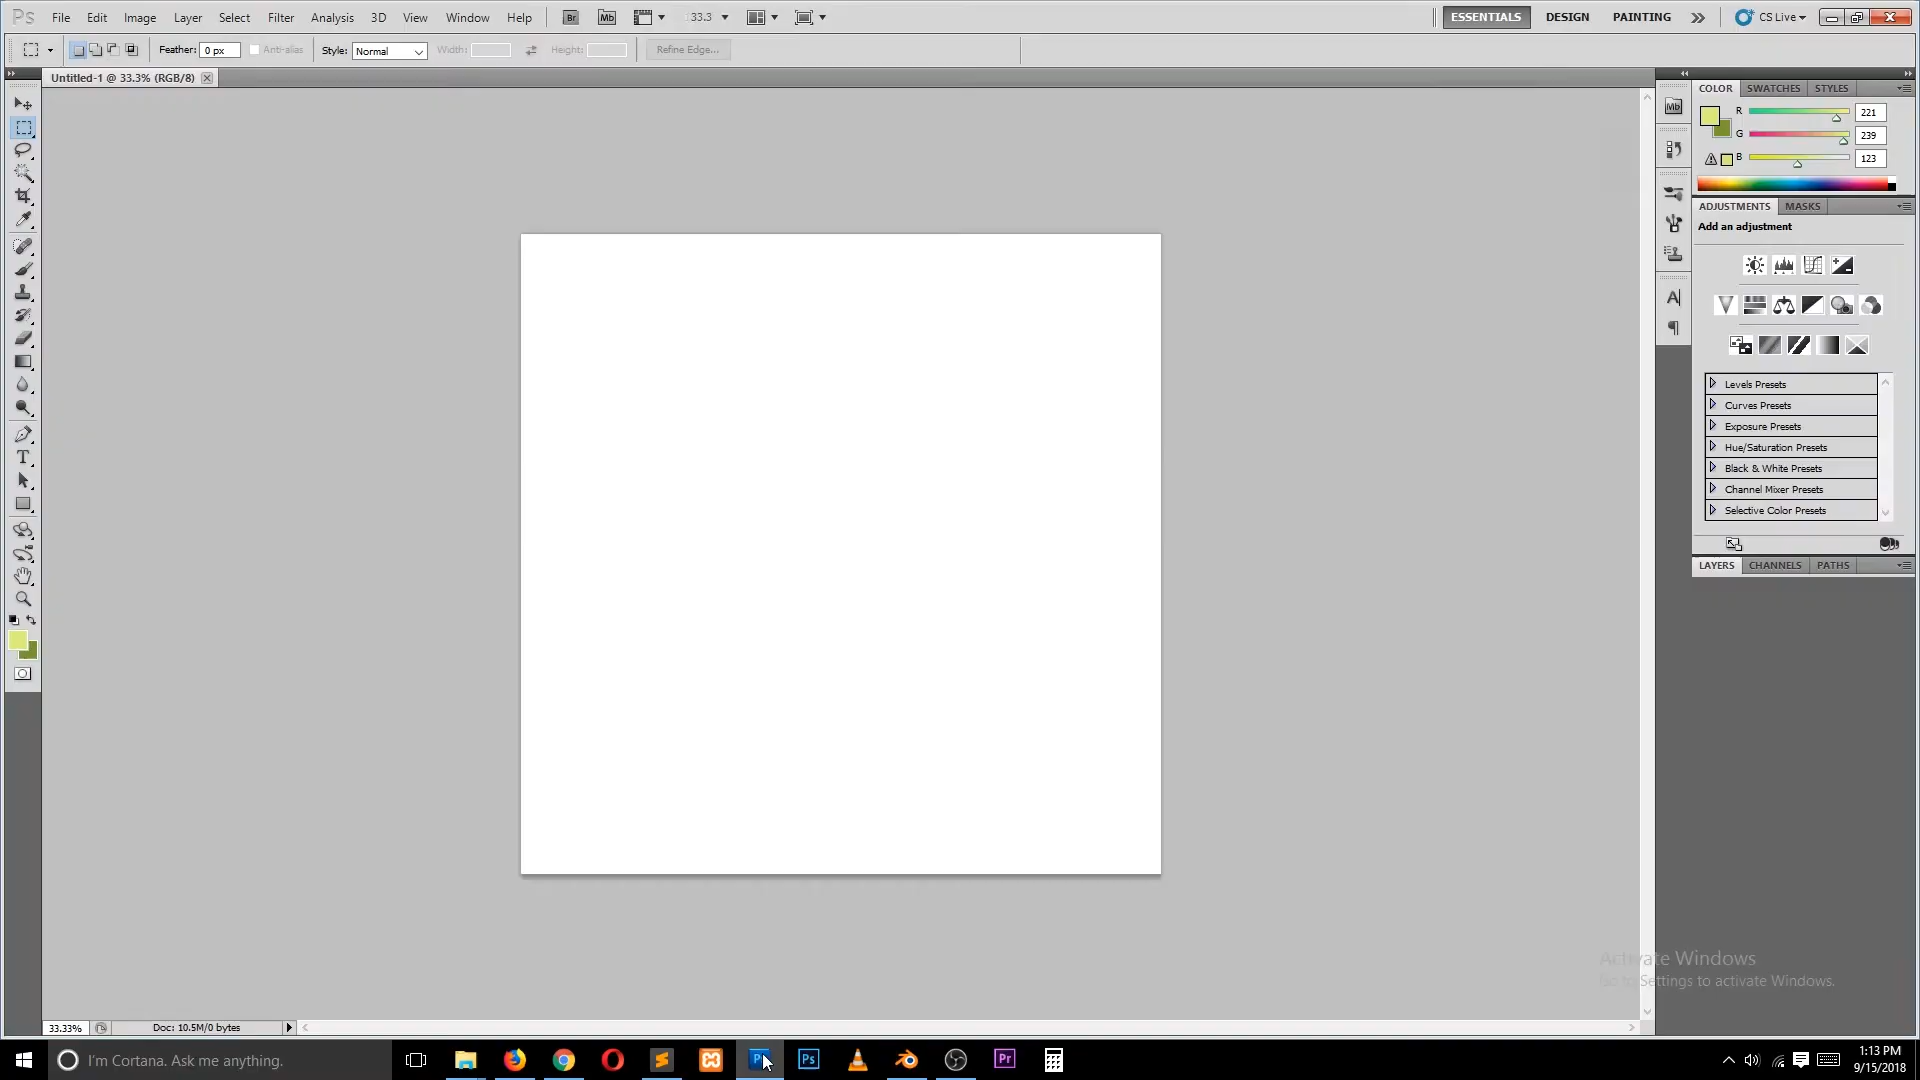 Ps File Edit Image Layer Select Filter Analysis 3D View Window Help Br Mb 33.3 ESSENTIALS DESIGN PAINTING CS Live
Feather: 0 px Anti-alias Style: Normal Width: Height: Refine Edge...
Untitled-1 @ 33.3% (RGB/8)
COLOR SWATCHES STYLES
Mb
R 221
G 239
B 123
ADJUSTMENTS MASKS
Add an adjustment
Levels Presets
Curves Presets
Exposure Presets
Hue/Saturation Presets
Black & White Presets
Channel Mixer Presets
Selective Color Presets
LAYERS CHANNELS PATHS
Activate Windows
Go to Settings to activate Windows.
33.33% Doc: 10.5M/0 bytes
I'm Cortana. Ask me anything.
Ps
Pr
1:13 PM
9/15/2018